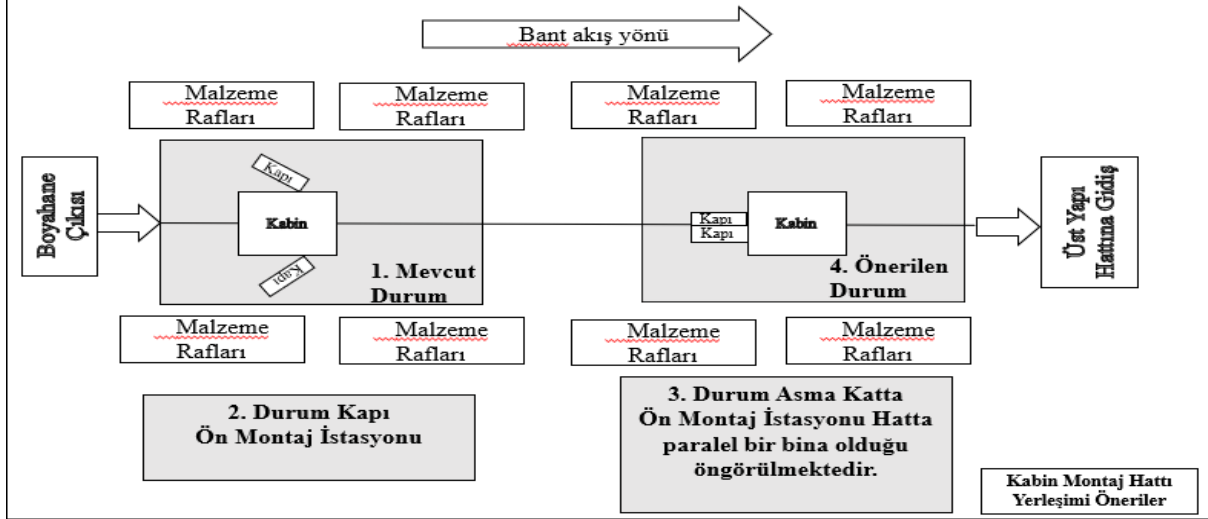 Bant akış yönü
Malzeme
Rafları
Malzeme
Rafları
Malzeme
Rafları
Malzeme
Rafları
Boyahane
Çıkısı
Kapı
Kabin
Kapı
1. Mevcut
Durum
Kapı
Kapı
Kabin
4. Önerilen
Durum
Üst Yapı
Hattına Gidiş
Malzeme
Rafları
Malzeme
Rafları
Malzeme
Rafları
Malzeme
Rafları
2. Durum Kapı
Ön Montaj İstasyonu
3. Durum Asma Katta
Ön Montaj İstasyonu Hatta
paralel bir bina olduğu
öngörülmektedir.
Kabin Montaj Hattı
Yerleşimi Öneriler